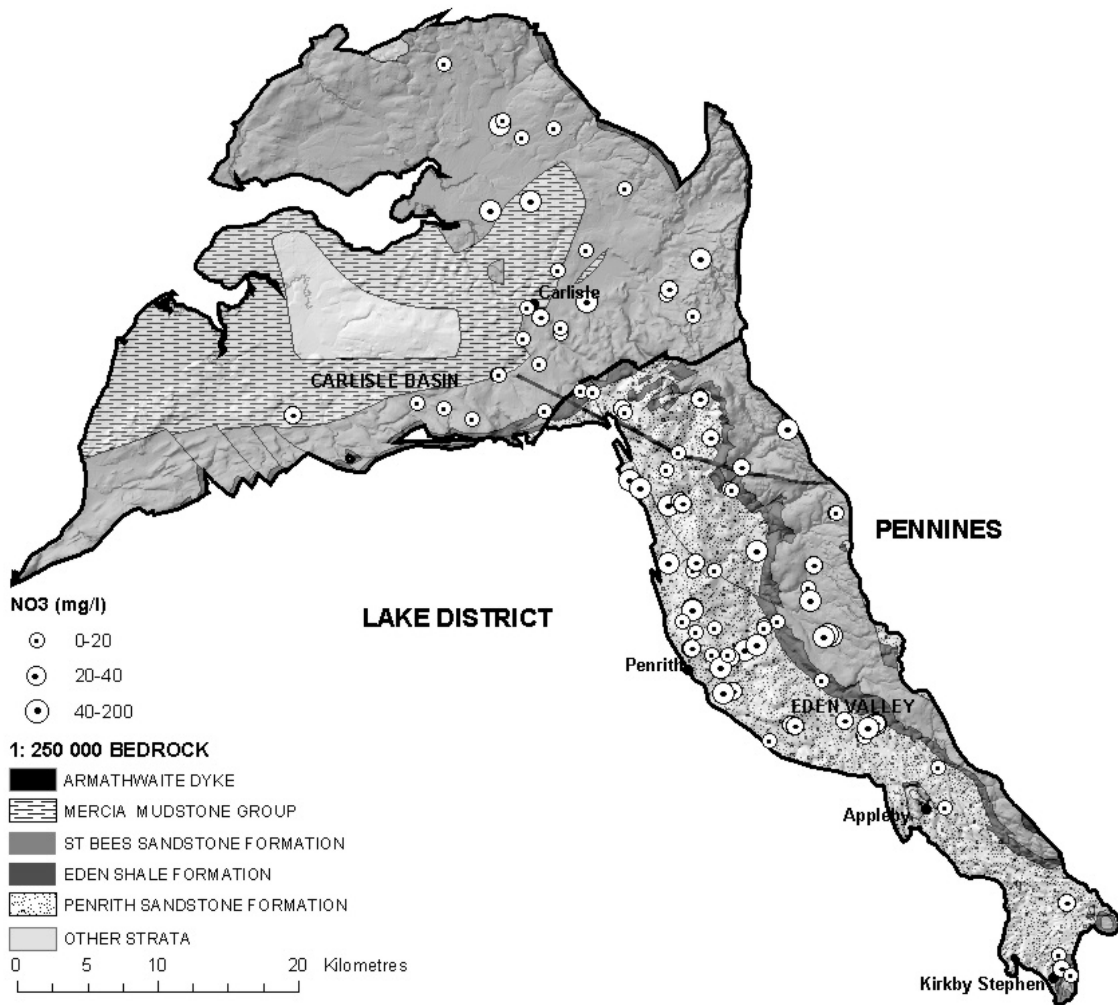 Carlisle
CARLISLE BASIN
PENNINES
LAKE DISTRICT
Penrith
EDEN VALLEY
Appleby
Kirkby Stephen
NO3 (mg/l)
0-20
20-40
40-200
1: 250 000 BEDROCK
ARMATHWAITE DYKE
MERCIA MUDSTONE GROUP
ST BEES SANDSTONE FORMATION
EDEN SHALE FORMATION
PENRITH SANDSTONE FORMATION
OTHER STRATA
0 5 10 20 Kilometres